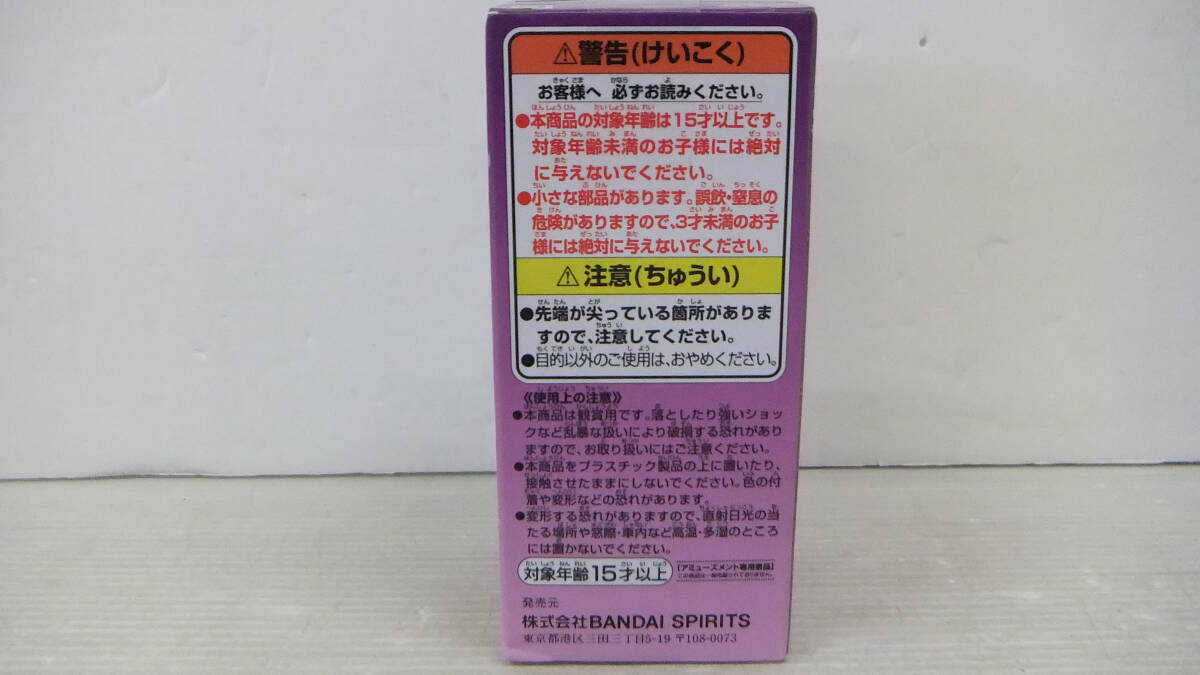 ⚠警告(けいこく)
お客様へ 必ずお読みください。
●本商品の対象年齢は15才以上です。
対象年齢未満のお子様には絶対
に与えないでください。
●小さな部品があります。誤飲・窒息の
危険がありますので、3才未満のお子
様には絶対に与えないでください。
⚠注意(ちゅうい)
●先端が尖っている箇所がありま
すので、注意してください。
●目的以外のご使用は、おやめください。
《使用上の注意》
●本商品は観賞用です。落としたり強いショッ
クなど乱暴な扱いにより破損する恐れがあり
ますので、お取り扱いにはご注意ください。
●本商品をプラスチック製品の上に置いたり、
接触させたままにしないでください。色の付
着や変形などの恐れがあります。
●変形する恐れがありますので、直射日光の当
たる場所や窓際・車内など高温・多湿のところ
には置かないでください。
対象年齢15才以上
【アミューズメント専用景品】
この商品は一般市販されておりません。
発売元
株式会社BANDAI SPIRITS
東京都港区三田三丁目5-19 〒108-0073